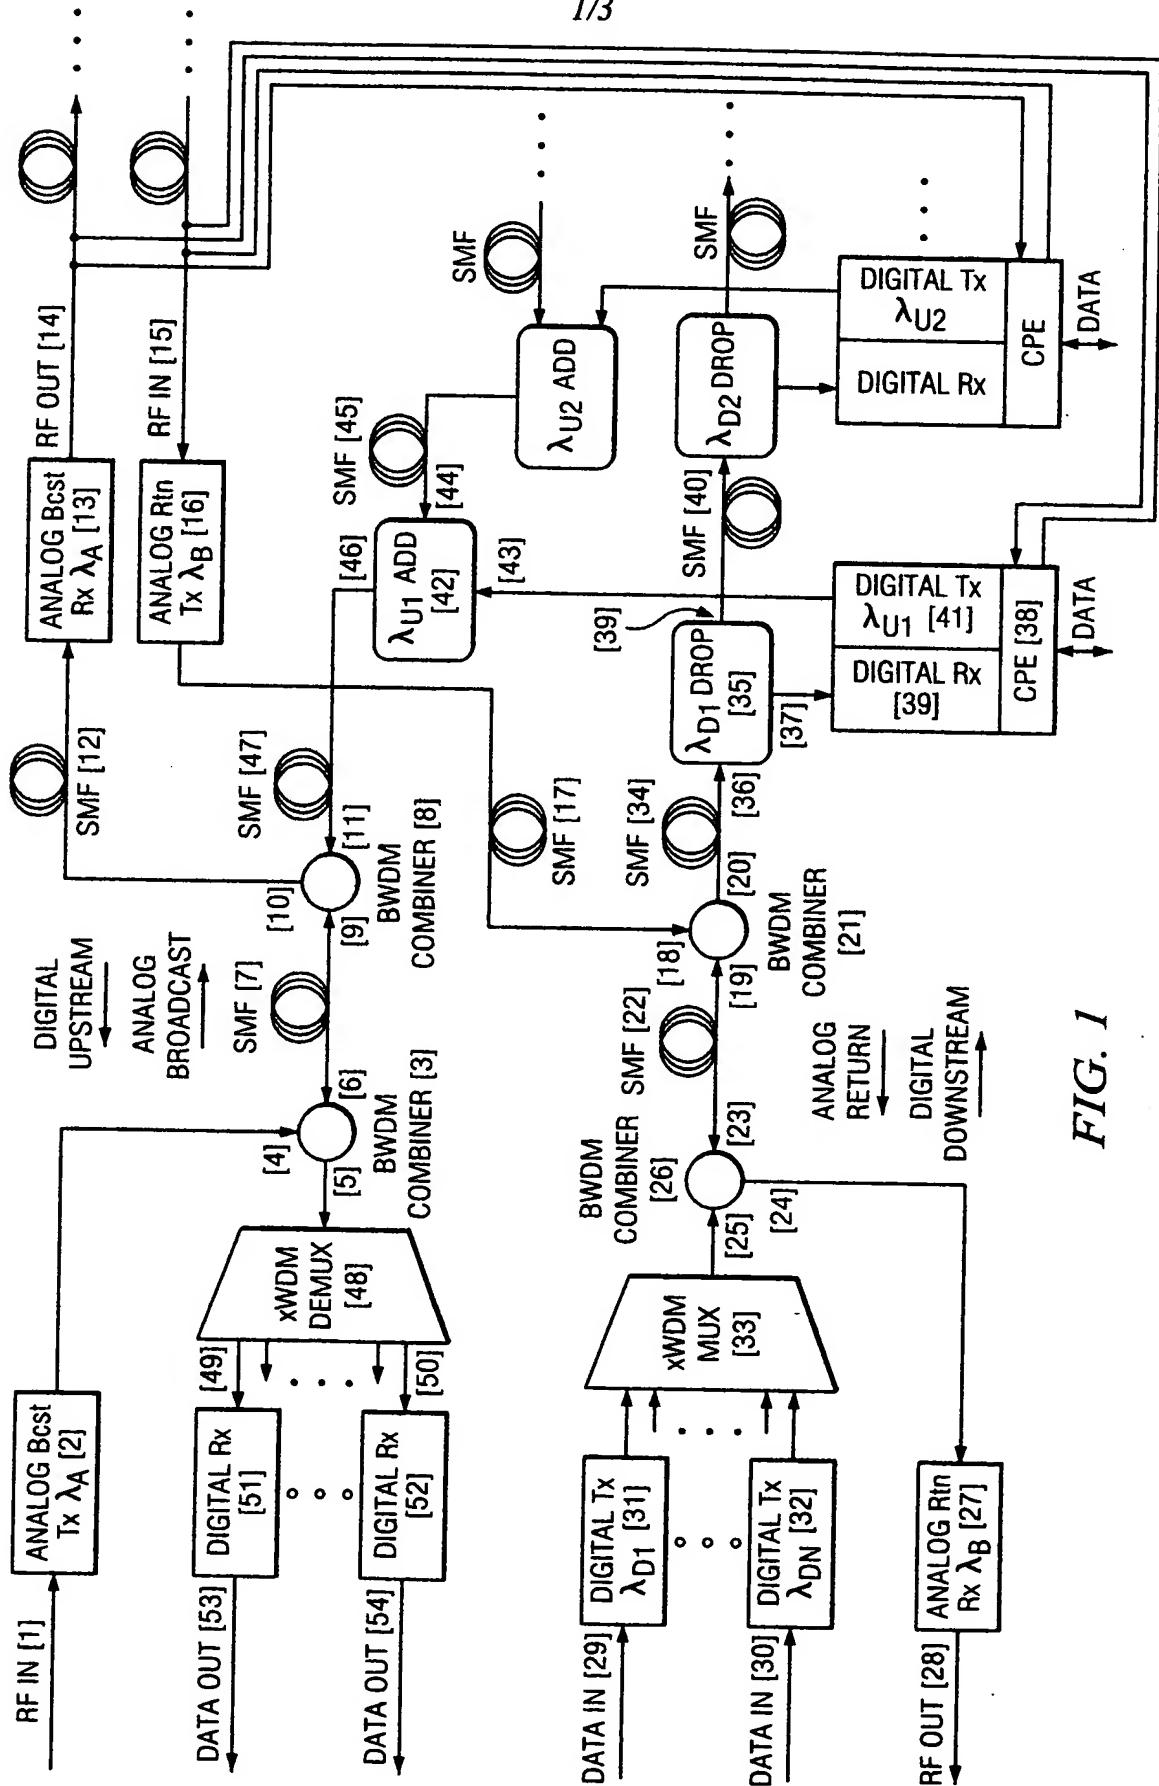 1/3
RF IN [1]
ANALOG Bcst
Tx λA [2]
DATA OUT [53]
DIGITAL Rx
[51]
DATA OUT [54]
DIGITAL Rx
[52]
[49]
[50]
xWDM
DEMUX
[48]
[4]
[5]
[6]
BWDM
COMBINER [3]
DIGITAL
UPSTREAM
ANALOG
BROADCAST
SMF [7]
[9]
[10]
[11]
BWDM
COMBINER [8]
SMF [12]
SMF [47]
ANALOG Bcst
Rx λA [13]
RF OUT [14]
ANALOG Rtn
Tx λB [16]
RF IN [15]
[46]
λU1 ADD
[42]
[43]
[44]
SMF [45]
λU2 ADD
SMF
SMF [17]
DATA IN [29]
DIGITAL Tx
λD1 [31]
DATA IN [30]
DIGITAL Tx
λDN [32]
xWDM
MUX
[33]
BWDM
COMBINER
[26]
[25]
[24]
[23]
SMF [22]
[18]
[19]
[20]
BWDM
COMBINER
[21]
ANALOG
RETURN
DIGITAL
DOWNSTREAM
SMF [34]
[36]
λD1 DROP
[35]
[37]
[39]
SMF [40]
λD2 DROP
SMF
DIGITAL Rx
[39]
DIGITAL Tx
λU1 [41]
CPE [38]
DATA
DIGITAL Rx
DIGITAL Tx
λU2
CPE
DATA
RF OUT [28]
ANALOG Rtn
Rx λB [27]
FIG. 1